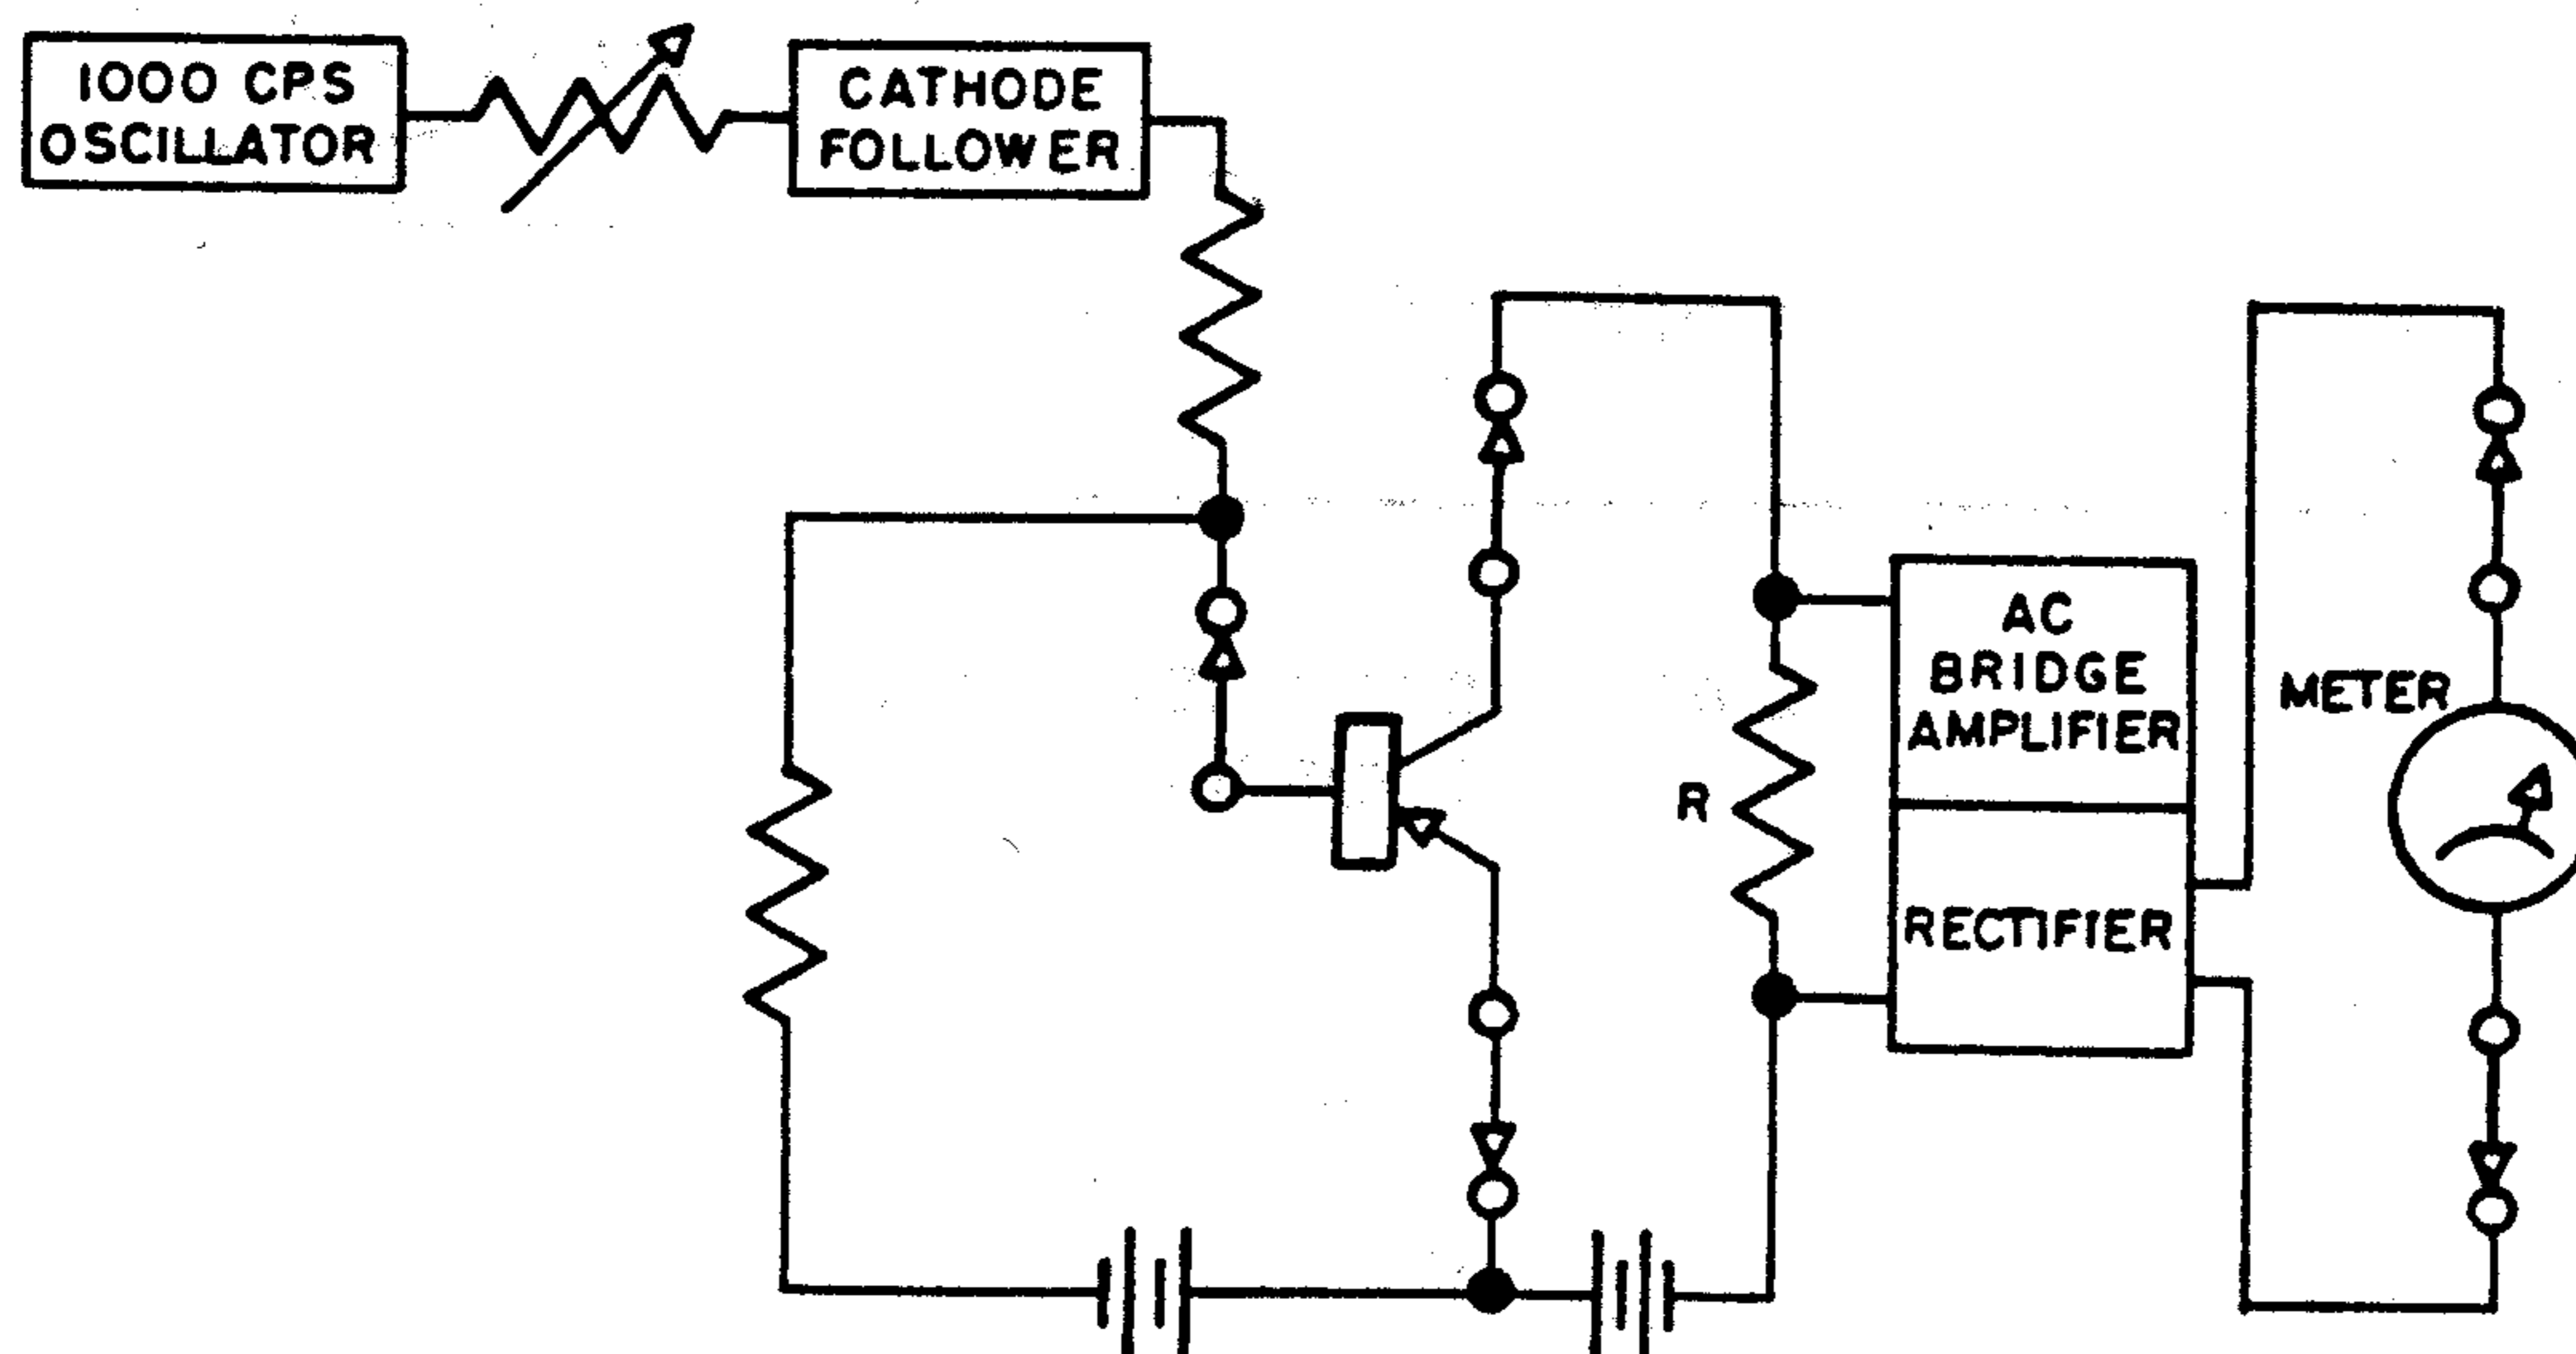 1000 CPS
OSCILLATOR
CATHODE
FOLLOWER
AC
BRIDGE
AMPLIFIER
METER
R
RECTIFIER